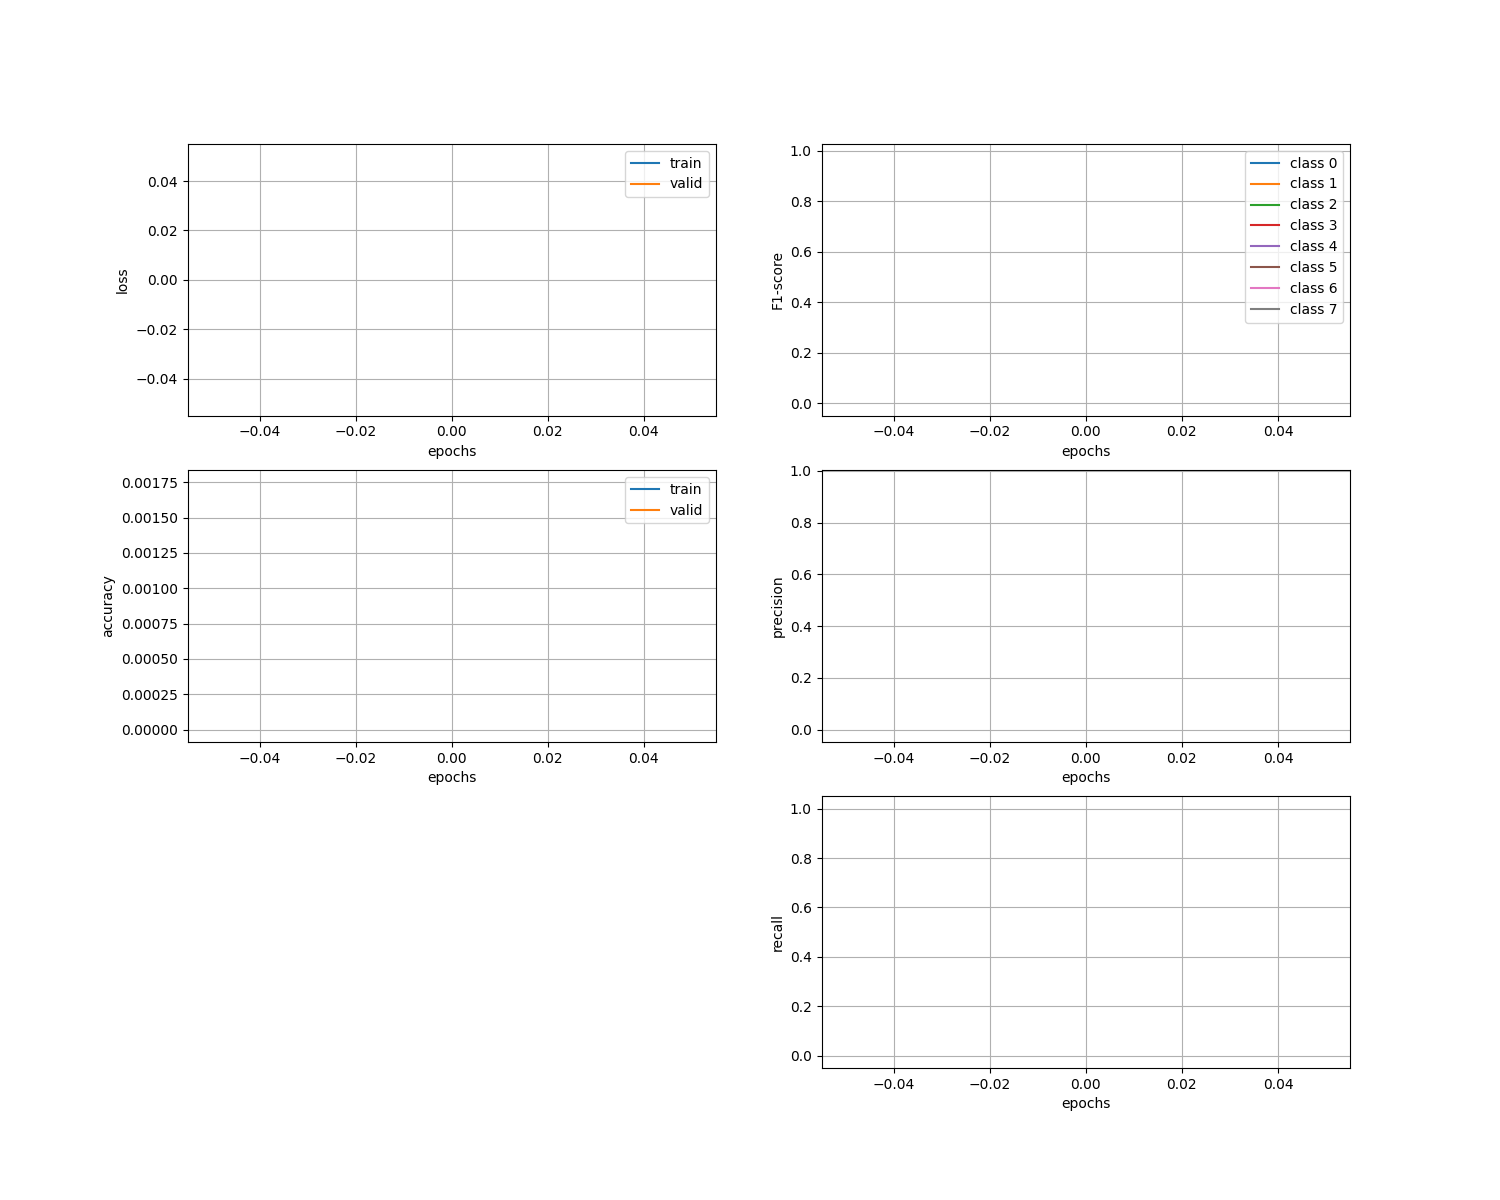 loss
0.04
0.02
0.00
−0.02
−0.04
−0.04 −0.02 0.00 0.02 0.04
epochs
train
valid
F1-score
1.0
0.8
0.6
0.4
0.2
0.0
−0.04 −0.02 0.00 0.02 0.04
epochs
class 0
class 1
class 2
class 3
class 4
class 5
class 6
class 7
accuracy
0.00175
0.00150
0.00125
0.00100
0.00075
0.00050
0.00025
0.00000
−0.04 −0.02 0.00 0.02 0.04
epochs
train
valid
precision
1.0
0.8
0.6
0.4
0.2
0.0
−0.04 −0.02 0.00 0.02 0.04
epochs
recall
1.0
0.8
0.6
0.4
0.2
0.0
−0.04 −0.02 0.00 0.02 0.04
epochs